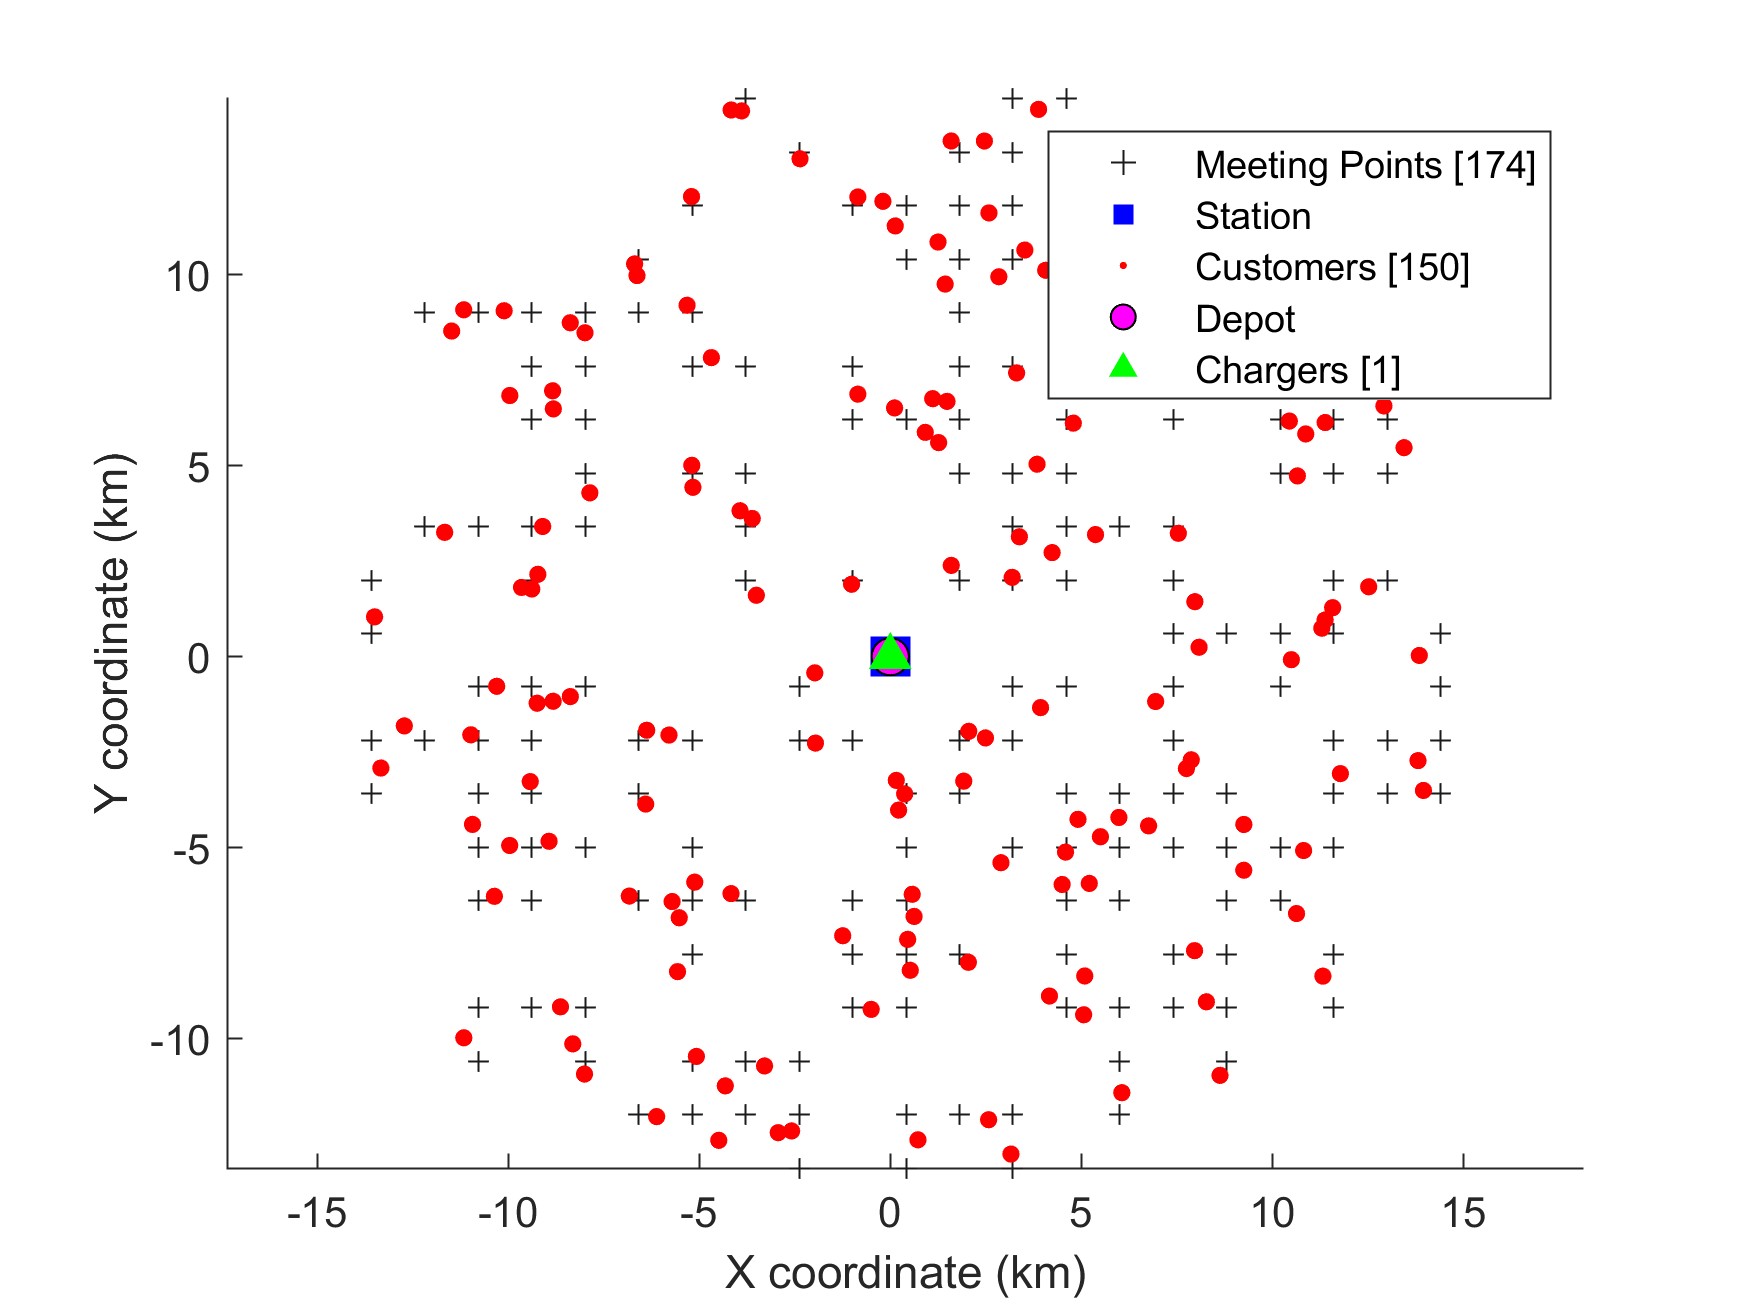 Meeting Points [174]
Station
Customers [150]
Depot
Chargers [1]
10
5
0
-5
-10
Y coordinate (km)
-15 -10 -5 0 5 10 15
X coordinate (km)